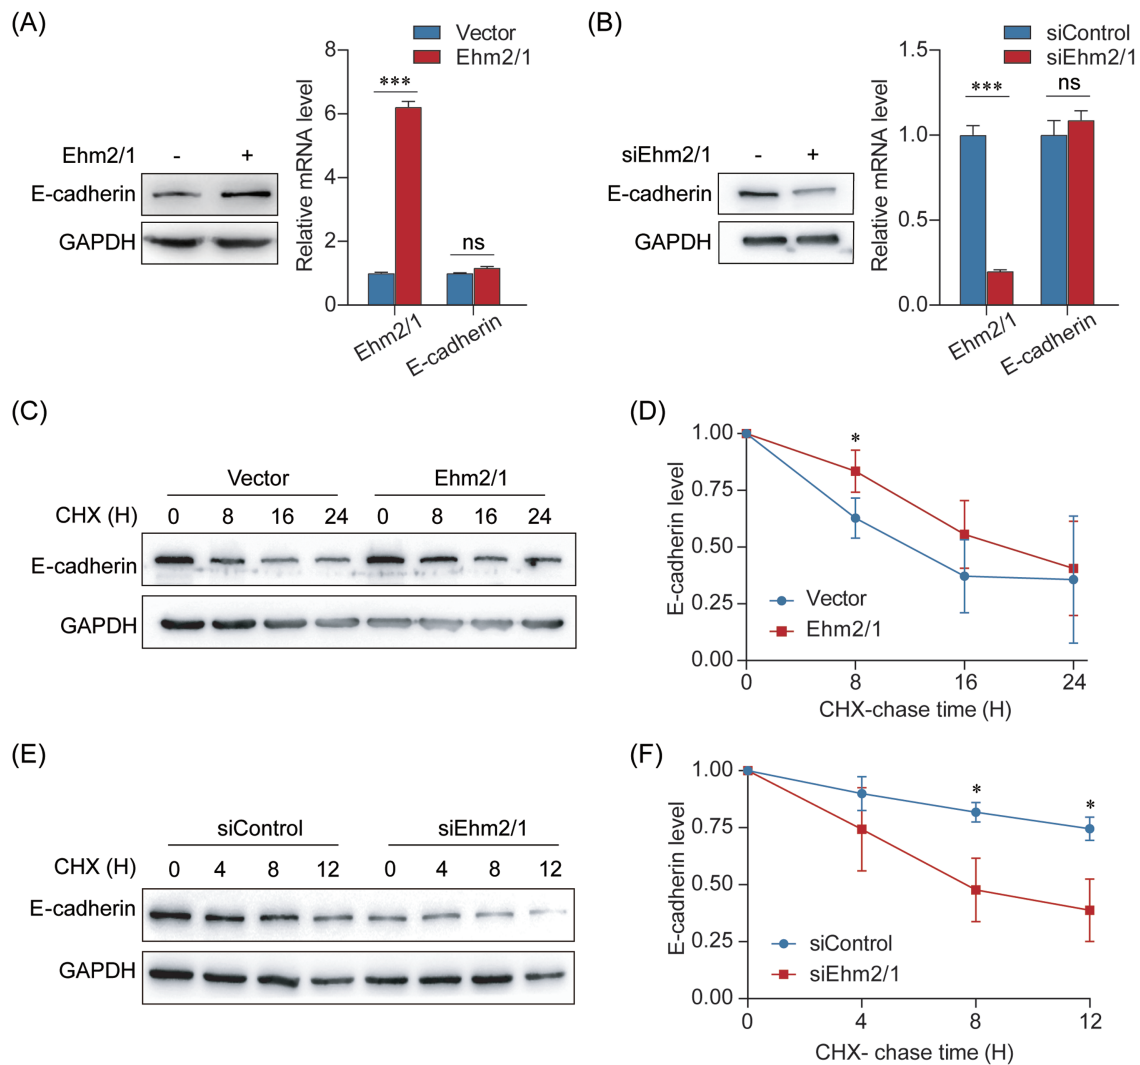 (A)
Vector
Ehm2/1
Ehm2/1 - +
E-cadherin
GAPDH
Relative mRNA level
8
6
4
2
0
***
ns
Ehm2/1
E-cadherin
(B)
siControl
siEhm2/1
siEhm2/1 - +
E-cadherin
GAPDH
Relative mRNA level
1.5
1.0
0.5
0.0
***
ns
Ehm2/1
E-cadherin
(C)
Vector Ehm2/1
CHX (H) 0 8 16 24 0 8 16 24
E-cadherin
GAPDH
(D)
E-cadherin level
1.00
0.75
0.50
0.25
0.00
*
Vector
Ehm2/1
0 8 16 24
CHX-chase time (H)
(E)
siControl siEhm2/1
CHX (H) 0 4 8 12 0 4 8 12
E-cadherin
GAPDH
(F)
E-cadherin level
1.00
0.75
0.50
0.25
0.00
* *
siControl
siEhm2/1
0 4 8 12
CHX- chase time (H)